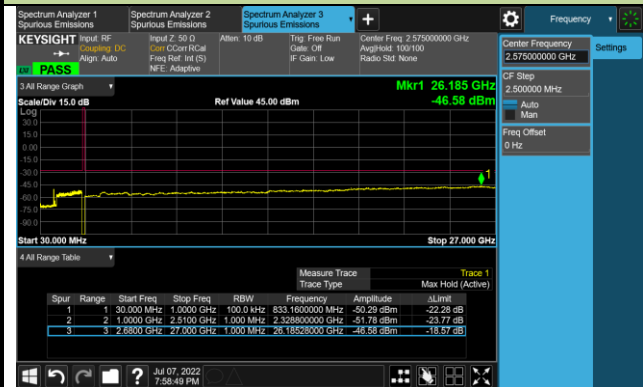 Spectrum Analyzer 1
Spurious Emissions
Spectrum Analyzer 2
Spurious Emissions
Spectrum Analyzer 3
Spurious Emissions
Frequency
KEYSIGHT
Input: RF
Coupling: DC
Align: Auto
Input Z: 50 Ω
Corr CCorr RCal
Freq Ref: Int (S)
NFE: Adaptive
Atten: 10 dB
Trig: Free Run
Gate: Off
IF Gain: Low
Center Freq: 2.575000000 GHz
Avg|Hold: 100/100
Radio Std: None
PASS
Center Frequency
2.575000000 GHz
Settings
CF Step
2.500000 MHz
Auto
Man
Freq Offset
0 Hz
3 All Range Graph
Mkr1 26.185 GHz
Scale/Div 15.0 dB
Ref Value 45.00 dBm
-46.58 dBm
Log
30.0
15.0
0.00
-15.0
-30.0
-45.0
-60.0
-75.0
-90.0
1
Start 30.000 MHz
Stop 27.000 GHz
4 All Range Table
Measure Trace Trace 1
Trace Type Max Hold (Active)
Spur Range Start Freq Stop Freq RBW Frequency Amplitude ΔLimit
1 1 30.000 MHz 1.0000 GHz 100.0 kHz 833.1600000 MHz -50.29 dBm -22.28 dB
2 2 1.0000 GHz 2.5100 GHz 1.000 MHz 2.328800000 GHz -51.78 dBm -23.77 dB
3 3 2.6800 GHz 27.000 GHz 1.000 MHz 26.18528000 GHz -46.58 dBm -18.57 dB
Jul 07, 2022
7:58:49 PM